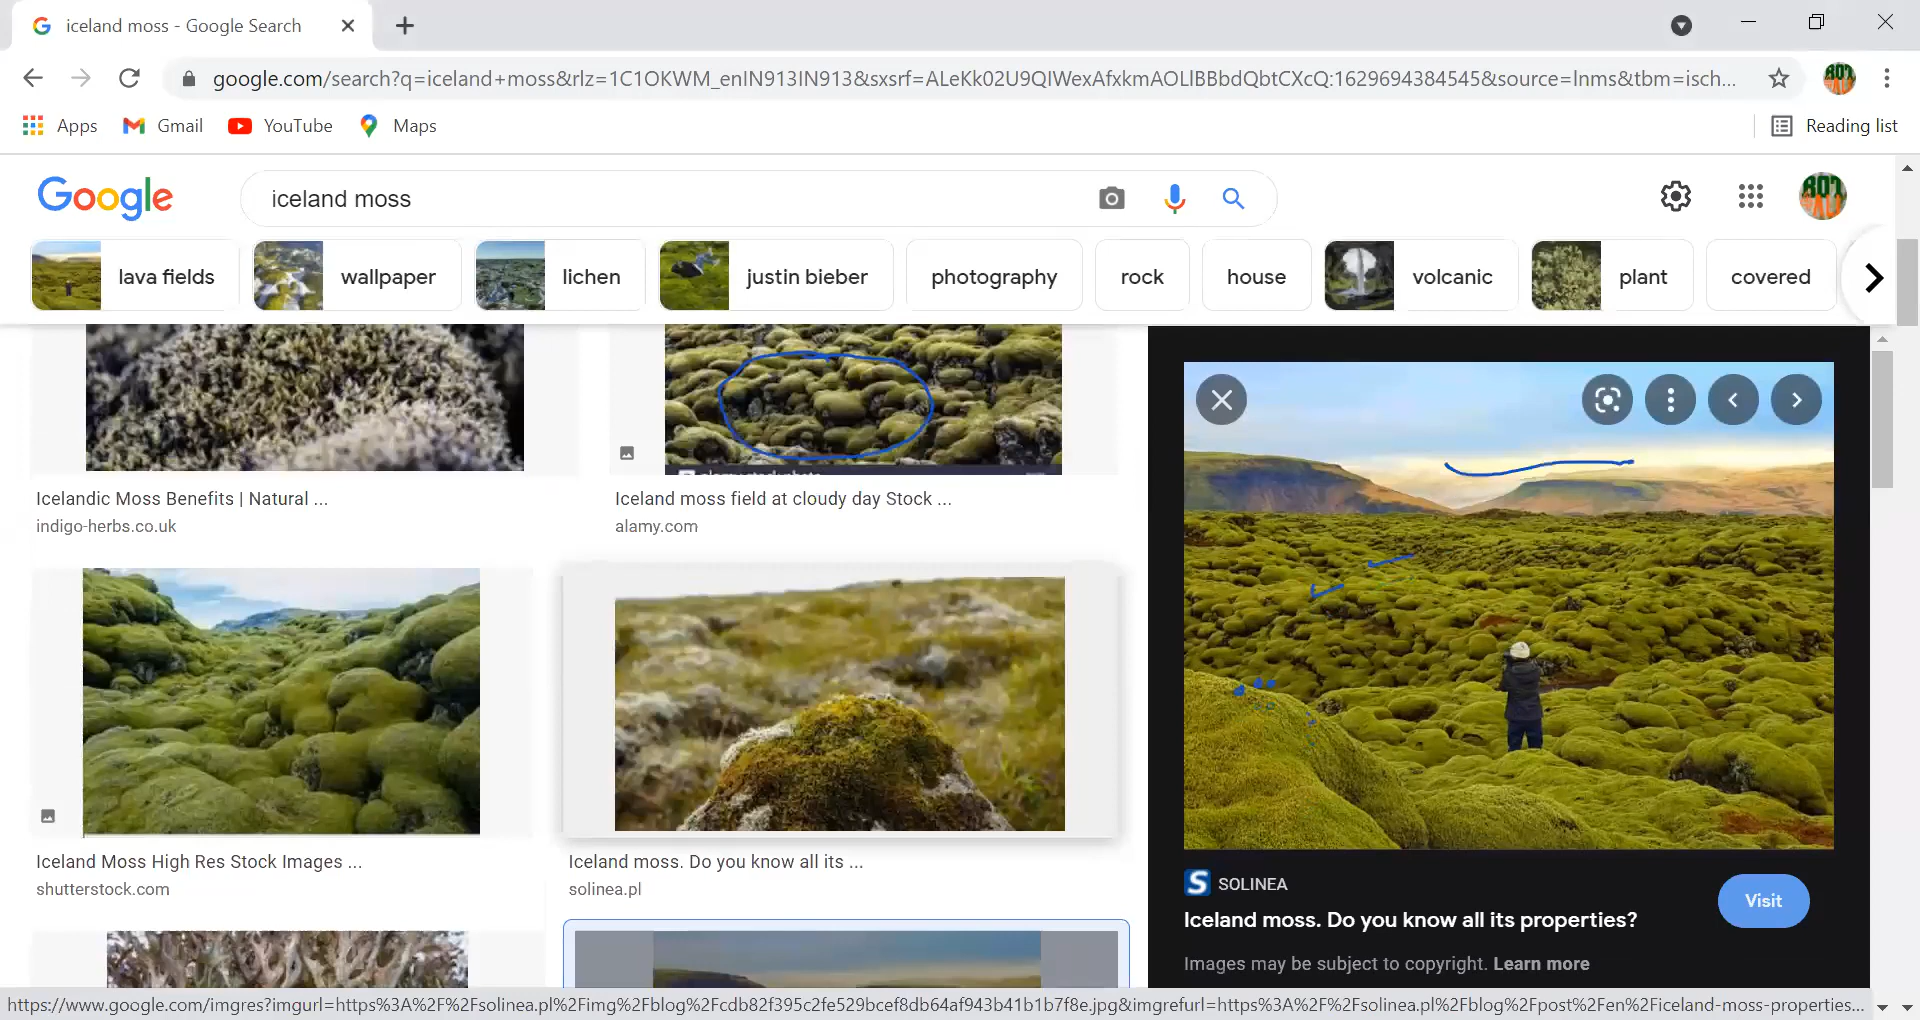 iceland moss - Google Search
google.com/search?q=iceland+moss&rlz=1C1OKWM_enIN913IN913&sxsrf=ALeKk02U9QIWexAfxkmAOLlBBbdQbtCXcQ:1629694384545&source=lnms&tbm=isch...
Apps Gmail YouTube Maps Reading list
Google iceland moss
lava fields wallpaper lichen justin bieber photography rock house volcanic plant covered
Icelandic Moss Benefits | Natural ...
indigo-herbs.co.uk
Iceland moss field at cloudy day Stock ...
alamy.com
Iceland Moss High Res Stock Images ...
shutterstock.com
Iceland moss. Do you know all its ...
solinea.pl
S SOLINEA
Iceland moss. Do you know all its properties?
Visit
Images may be subject to copyright. Learn more
https://www.google.com/imgres?imgurl=https%3A%2F%2Fsolinea.pl%2Fimg%2Fblog%2Fcdb82f395c2fe529bcef8db64af943b41b1b7f8e.jpg&imgrefurl=https%3A%2F%2Fsolinea.pl%2Fblog%2Fpost%2Fen%2Ficeland-moss-properties...